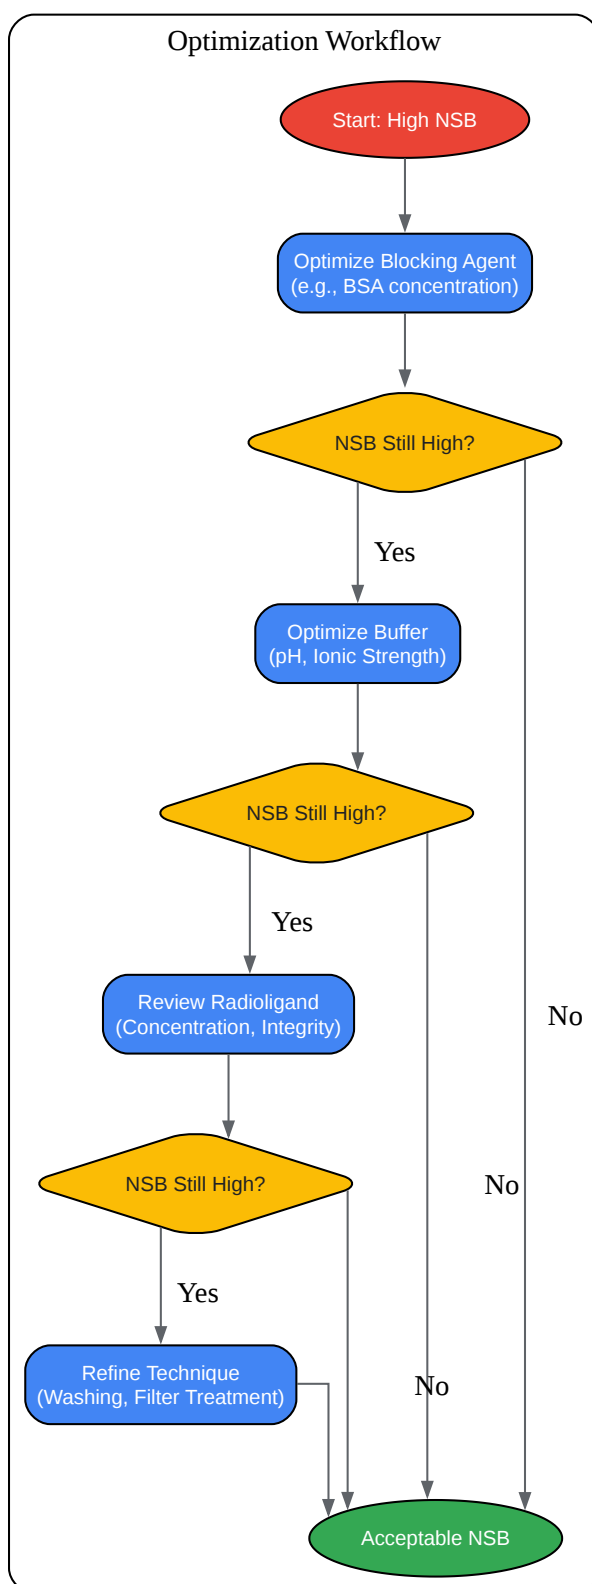 Optimization Workflow
Start: High NSB
Optimize Blocking Agent
(e.g., BSA concentration)
NSB Still High?
Yes
Optimize Buffer
(pH, Ionic Strength)
NSB Still High?
Yes
Review Radioligand
(Concentration, Integrity)
No
NSB Still High?
No
Yes
Refine Technique
(Washing, Filter Treatment)
No
Acceptable NSB